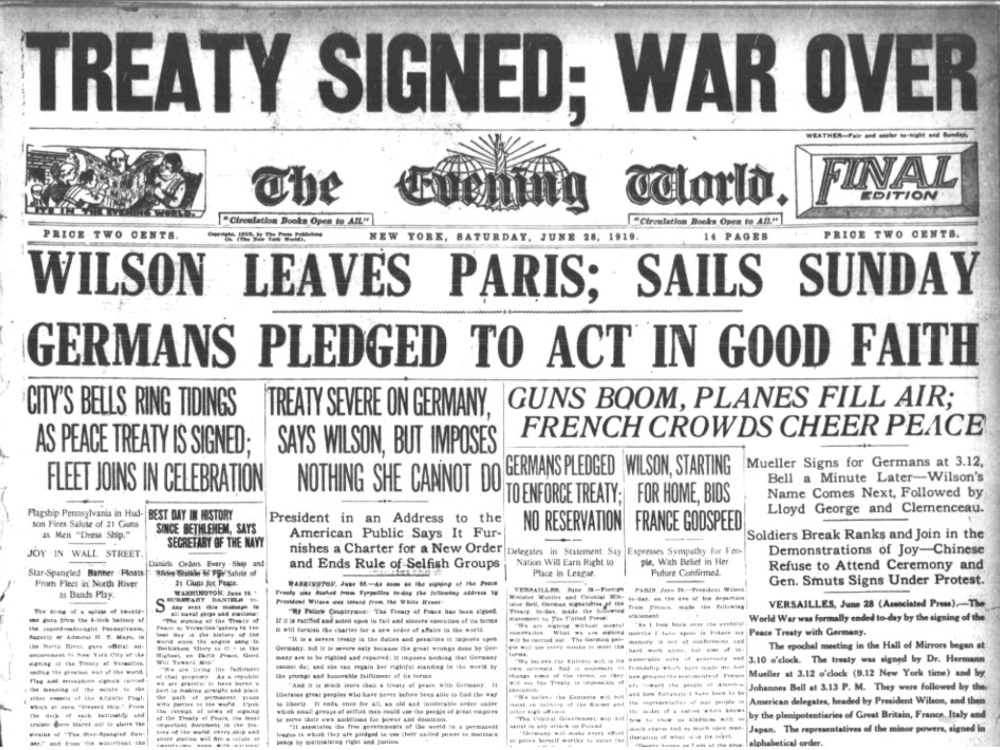 TREATY SIGNED; WAR OVER
WEATHER—Fair and cooler to-night and Sunday.
EYE IN THE EVENING WORLD.
The Evening World.
FINAL
EDITION
"Circulation Books Open to All."
"Circulation Books Open to All."
PRICE TWO CENTS.
Copyright, 1919, by The Press Publishing
Co. (The New York World).
NEW YORK, SATURDAY, JUNE 28, 1919.
14 PAGES
PRICE TWO CENTS.
WILSON LEAVES PARIS; SAILS SUNDAY
GERMANS PLEDGED TO ACT IN GOOD FAITH
CITY'S BELLS RING TIDINGS
AS PEACE TREATY IS SIGNED;
FLEET JOINS IN CELEBRATION
Flagship Pennsylvania in Hud-
son Fires Salute of 21 Guns
as Men "Dress Ship."
JOY IN WALL STREET.
Star-Spangled Banner Floats
From Fleet in North River
as Bands Play.
The firing of a salute of twenty-
one guns from the 3-inch battery of
the superdreadnought Pennsylvania,
flagship of Admiral H. T. Mayo, in
the North River, gave official an-
nouncement to New York City of the
signing of the Treaty of Versailles,
ending the greatest war of the world.
Flag and semaphore signals carried
the meaning of the salute to the
other vessels of the Atlantic Fleet,
which at once "dressed ship." From
the deck of each battleship and
cruiser there blared out to shore the
strains of "The Star-Spangled Ban-
ner," and from the waterfront the
BEST DAY IN HISTORY
SINCE BETHLEHEM, SAYS
SECRETARY OF THE NAVY
Daniels Orders Every Ship and
Shore Station to Fire Salute of
21 Guns for Peace.
WASHINGTON, June 28.
SECRETARY DANIELS to-
day sent this message to
all naval ships and stations:
"The signing of the Treaty of
Peace at Versailles ushers in the
best day in the history of the
world since the angels sang in
Bethlehem 'Glory to in the
Highest, on Earth Peace, Good
Will Toward Men.'
"We are living the fulfilment
of that prophecy. As a republic
we are grateful to have borne a
part in making straight and plain
the path of permanent peace
with justice to the world. Upon
the receipt of news of signing
of the Treaty of Peace, the most
important document in the his-
tory of the world, every ship and
shore station will fire a salute of
twenty-one guns with national
TREATY SEVERE ON GERMANY,
SAYS WILSON, BUT IMPOSES
NOTHING SHE CANNOT DO
President in an Address to the
American Public Says It Fur-
nishes a Charter for a New Order
and Ends Rule of Selfish Groups
WASHINGTON, June 28.—As soon as the signing of the Peace
Treaty was flashed from Versailles to-day the following address by
President Wilson was issued from the White House:
"My Fellow Countrymen: The Treaty of Peace has been signed.
If it is ratified and acted upon in full and sincere execution of its terms
it will furnish the charter for a new order of affairs in the world.
"It is a severe treaty in the duties and penalties it imposes upon
Germany, but it is severe only because the great wrongs done by Ger-
many are to be righted and repaired. It imposes nothing that Germany
cannot do; and she can regain her rightful standing in the world by
the prompt and honorable fulfilment of its terms.
"And it is much more than a treaty of peace with Germany. It
liberates great peoples who have never before been able to find the way
to liberty. It ends, once for all, an old and intolerable order under
which small groups of selfish men could use the people of great empires
to serve their own ambitions for power and dominion.
"It associates the free governments of the world in a permanent
league in which they are pledged to use their united power to maintain
peace by maintaining right and justice.
GUNS BOOM, PLANES FILL AIR;
FRENCH CROWDS CHEER PEACE
GERMANS PLEDGED
TO ENFORCE TREATY;
NO RESERVATION
Delegates in Statement Say
Nation Will Earn Right to
Place in League.
VERSAILLES, June 28.—Foreign
Minister Mueller and Colonial Min-
ister Bell, German signatories of the
Treaty, to-day, made the following
statement to The United Press:
"We are signing without mental
reservation. What we are signing
will be carried out. The German peo-
ple will use every means to meet the
terms.
"We believe the Entente will in its
own interests, find it necessary to
change some of the terms, or they
will see the Treaty is impossible of
execution.
"We believe the Entente will not
insist on delivery of the Kaiser and
other high officers.
"The Central Government will not
assist in any attack on Poland.
"Germany will make every effort
to prove herself worthy to enter the
WILSON, STARTING
FOR HOME, BIDS
FRANCE GODSPEED
Expresses Sympathy for Peo-
ple, With Belief in Her
Future Confirmed.
PARIS, June 28.—President Wilson
to-day, on the eve of his departure
from France, made the following
statement:
"As I look back over the eventful
months I have spent in France my
memory is not of conferences and
hard work alone, but also of in-
numerable acts of generosity and
friendship which have made me feel
how genuine the sentiments of France
are toward the people of America,
and how fortunate I have been to be
the representative of our people in
the midst of a nation which knows
how to show us kindness with so
much charm and so much open man-
ifestation of what is in its heart.
Mueller Signs for Germans at 3.12,
Bell a Minute Later—Wilson's
Name Comes Next, Followed by
Lloyd George and Clemenceau.
Soldiers Break Ranks and Join in the
Demonstrations of Joy—Chinese
Refuse to Attend Ceremony and
Gen. Smuts Signs Under Protest.
VERSAILLES, June 28 (Associated Press).—The
World War was formally ended to-day by the signing of the
Peace Treaty with Germany.
The epochal meeting in the Hall of Mirrors began at
3.10 o'clock. The treaty was signed by Dr. Hermann
Mueller at 3.12 o'clock (9.12 New York time) and by
Johannes Bell at 3.13 P. M. They were followed by the
American delegates, headed by President Wilson, and then
by the plenipotentiaries of Great Britain, France, Italy and
Japan. The representatives of the minor powers, signed in
alphabetical order.